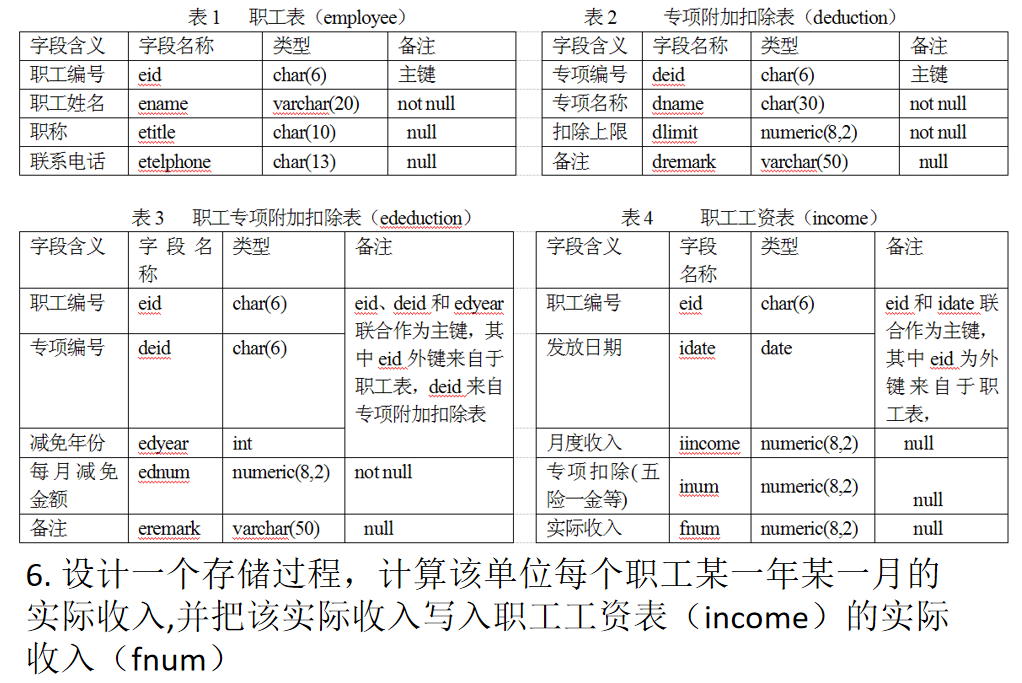 表1 职工表（employee）
字段含义 字段名称 类型 备注
职工编号 eid char(6) 主键
职工姓名 ename varchar(20) not null
职称 etitle char(10) null
联系电话 etelphone char(13) null
表2 专项附加扣除表（deduction）
字段含义 字段名称 类型 备注
专项编号 deid char(6) 主键
专项名称 dname char(30) not null
扣除上限 dlimit numeric(8,2) not null
备注 dremark varchar(50) null
表3 职工专项附加扣除表（ededuction）
字段含义 字段名称 类型 备注
职工编号 eid char(6) eid、deid 和 edyear
联合作为主键，其
中 eid 外键来自于
职工表，deid 来自
专项附加扣除表
专项编号 deid char(6)
减免年份 edyear int
每月减免
金额 ednum numeric(8,2) not null
备注 eremark varchar(50) null
表4 职工工资表（income）
字段含义 字段
名称 类型 备注
职工编号 eid char(6) eid 和 idate 联
合作为主键，
其中 eid 为外
键来自于职
工表，
发放日期 idate date
月度收入 iincome numeric(8,2) null
专项扣除(五
险一金等) inum numeric(8,2) null
实际收入 fnum numeric(8,2) null
6. 设计一个存储过程，计算该单位每个职工某一年某一月的
实际收入,并把该实际收入写入职工工资表（income）的实际
收入（fnum）